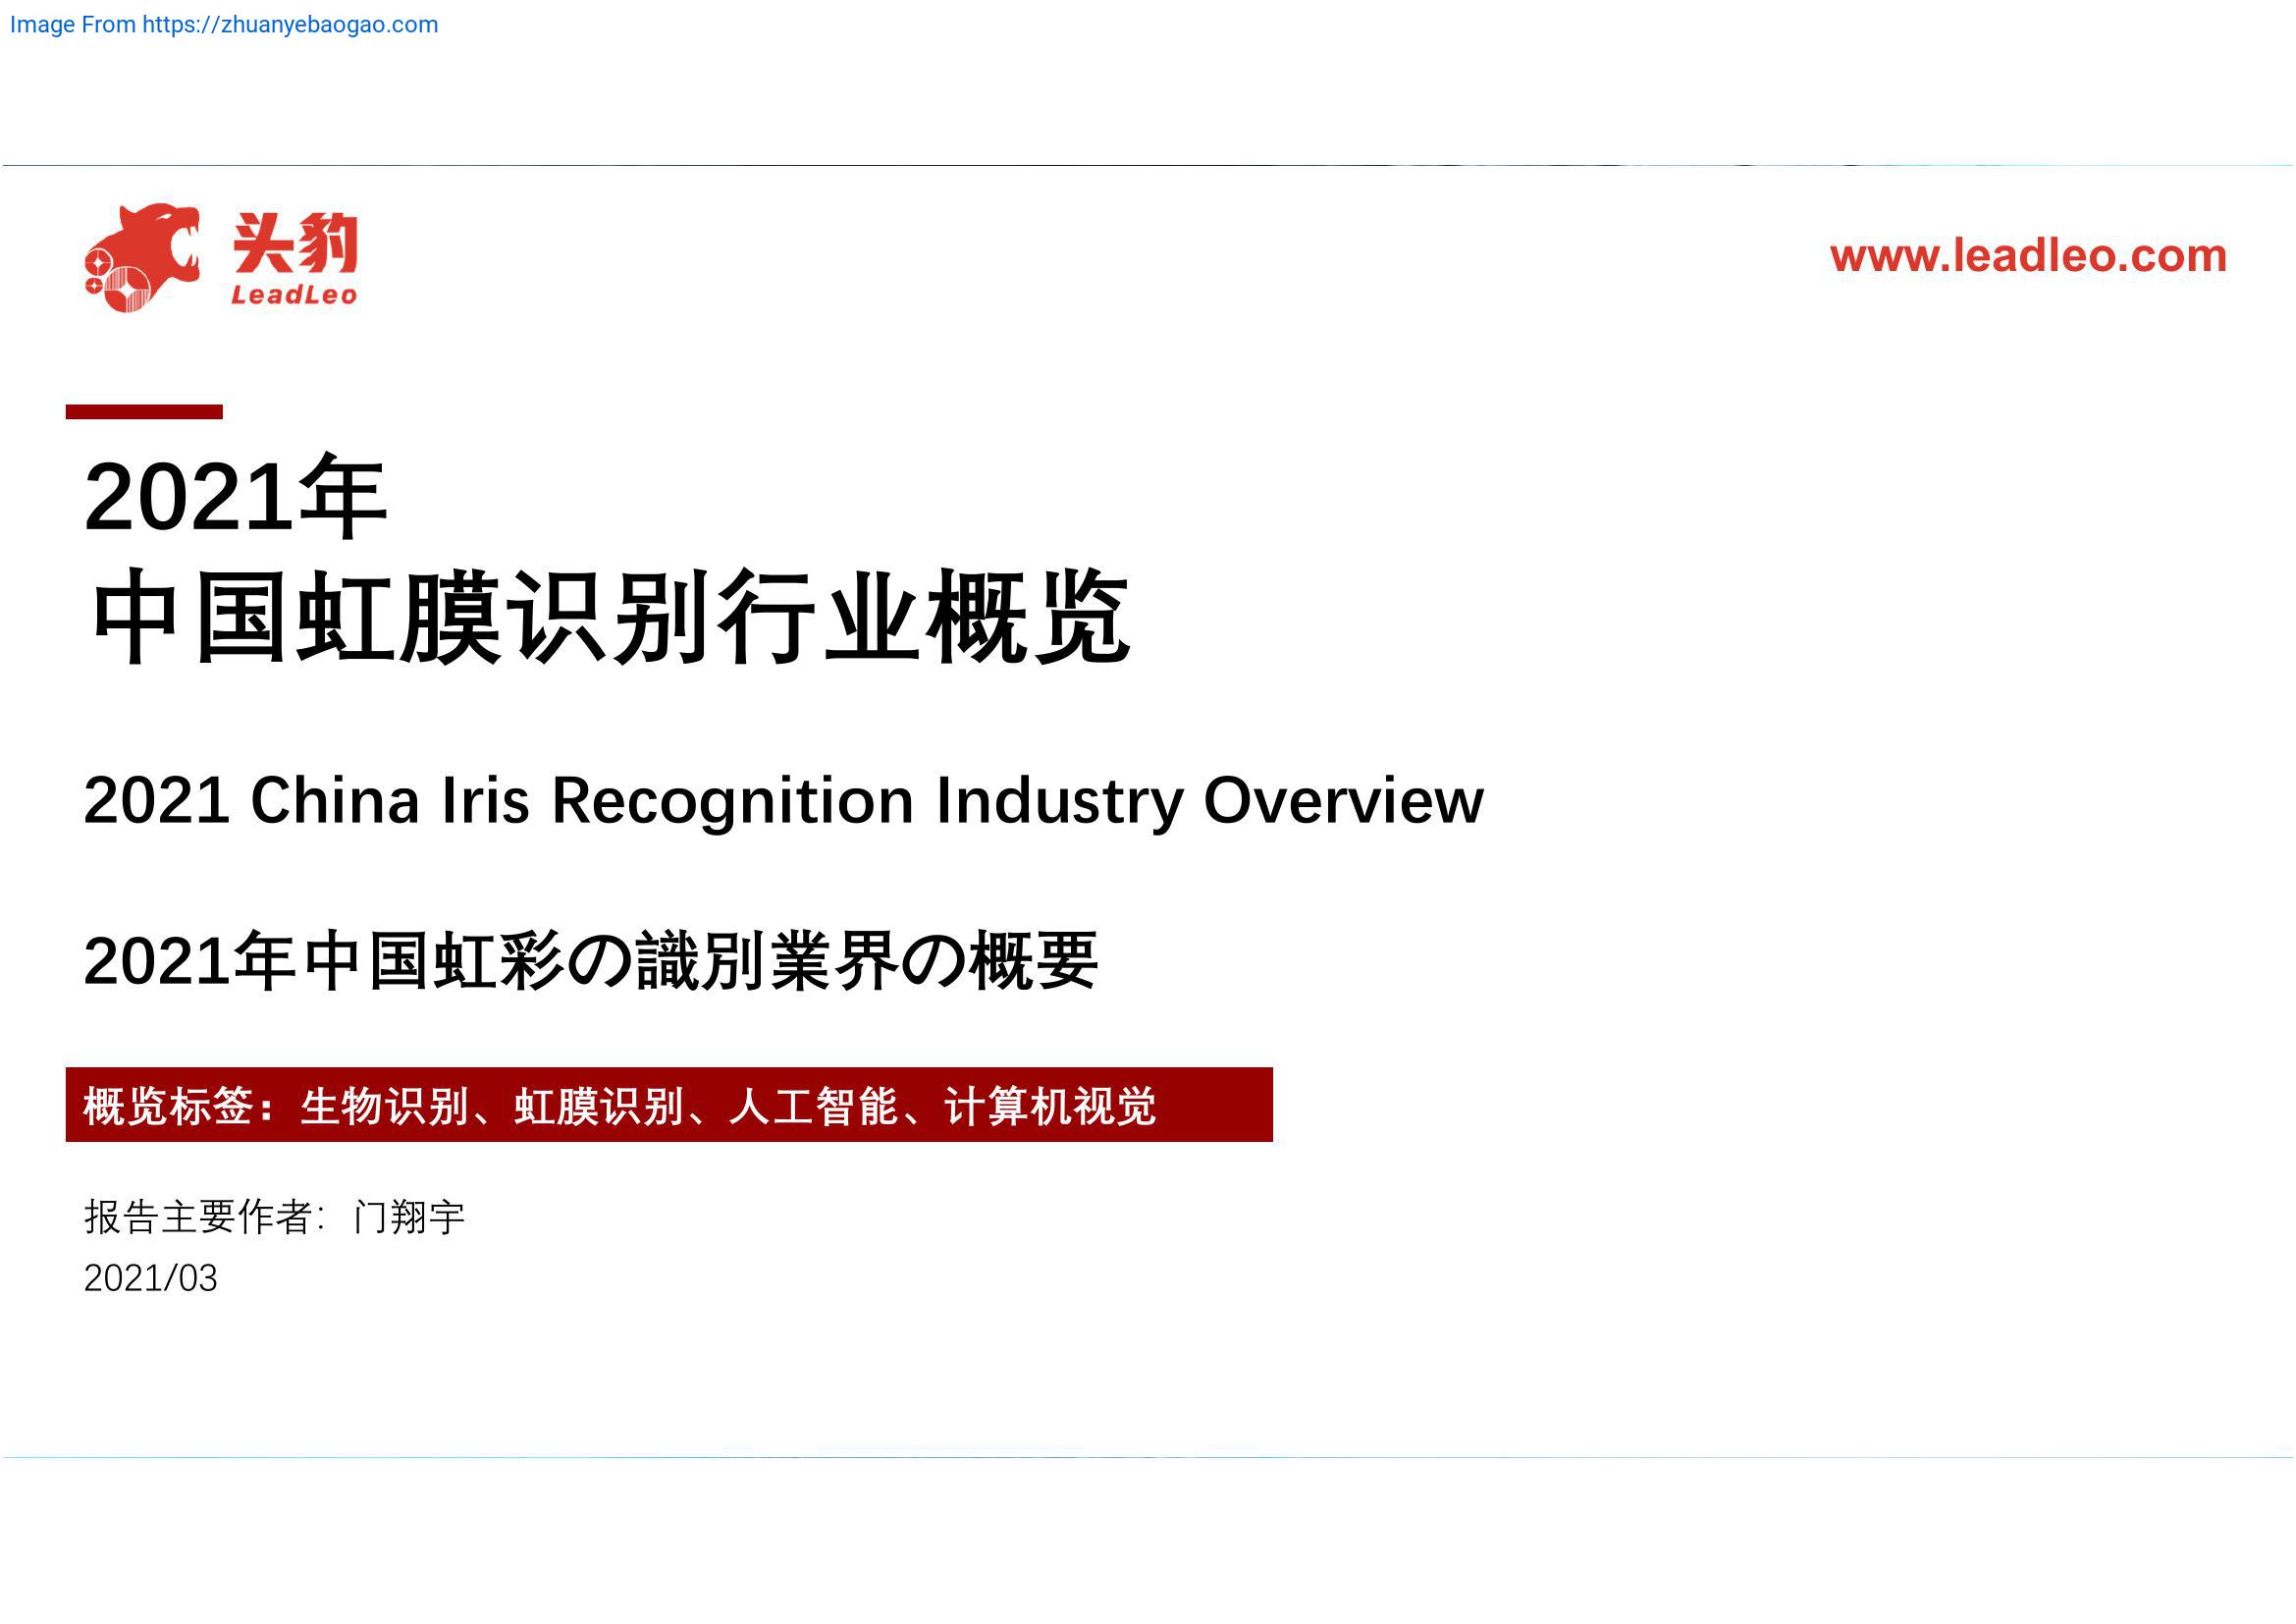 Image From https://zhuanyebaogao.com
头豹
LeadLeo
www.leadleo.com
2021年
中国虹膜识别行业概览
2021 China Iris Recognition Industry Overview
2021年中国虹彩の識別業界の概要
概览标签：生物识别、虹膜识别、人工智能、计算机视觉
报告主要作者：门翔宇
2021/03